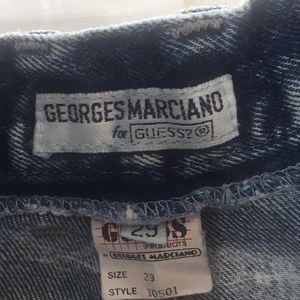 GEORGES MARCIANO
for GUESS?®
29
PRODUCTS
BY GEORGES MARCIANO
SIZE 29
STYLE 10501